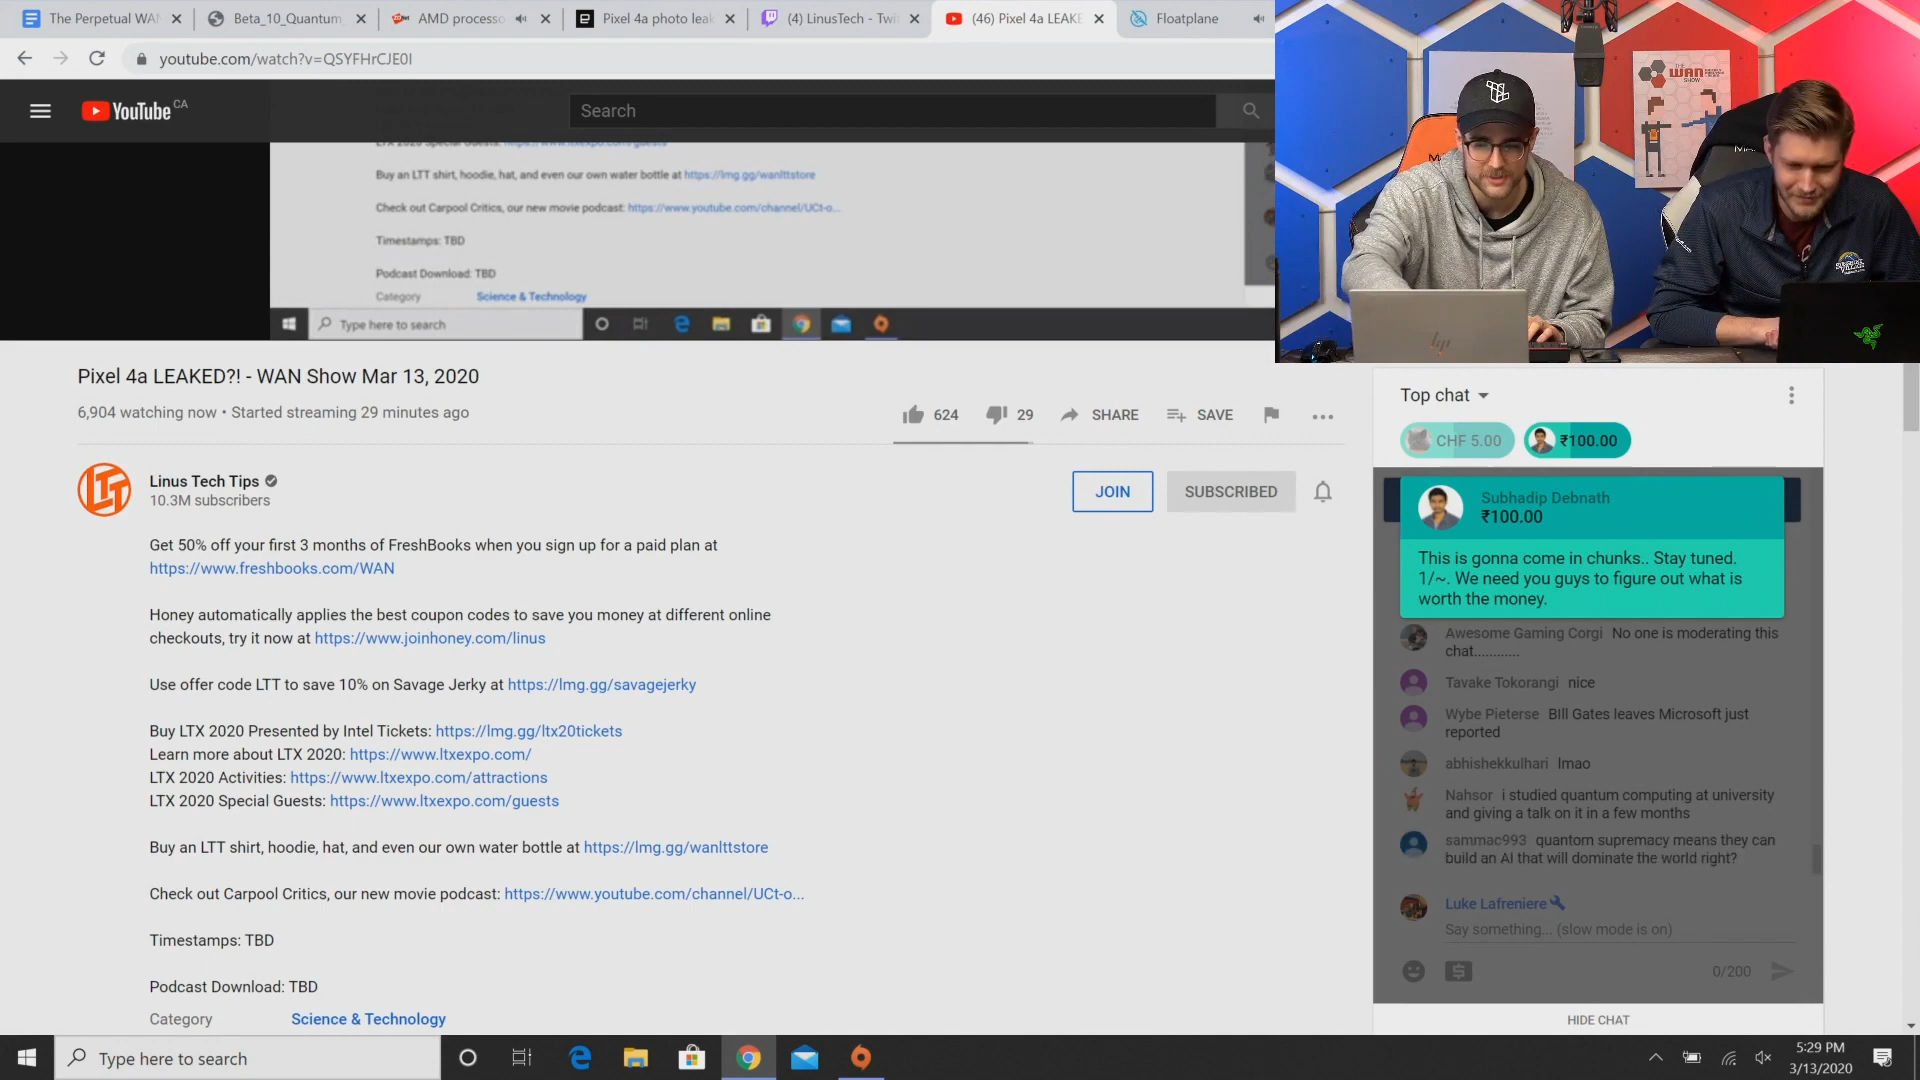 The Perpetual WAN
Beta_10_Quantum_
AMD processo
Pixel 4a photo leak
(4) LinusTech - Twi
(46) Pixel 4a LEAKE
Floatplane
youtube.com/watch?v=QSYFHrCJE0I
YouTube CA
Search
Buy an LTT shirt, hoodie, hat, and even our own water bottle at https://lmg.gg/wanlttstore
Check out Carpool Critics, our new movie podcast: https://www.youtube.com/channel/UCt-o...
Timestamps: TBD
Podcast Download: TBD
Category Science & Technology
Type here to search
THE
WAN
SHOW
hp
Pixel 4a LEAKED?! - WAN Show Mar 13, 2020
6,904 watching now • Started streaming 29 minutes ago
624 29 SHARE SAVE
LTT
Linus Tech Tips
10.3M subscribers
JOIN SUBSCRIBED
Get 50% off your first 3 months of FreshBooks when you sign up for a paid plan at
https://www.freshbooks.com/WAN
Honey automatically applies the best coupon codes to save you money at different online
checkouts, try it now at https://www.joinhoney.com/linus
Use offer code LTT to save 10% on Savage Jerky at https://lmg.gg/savagejerky
Buy LTX 2020 Presented by Intel Tickets: https://lmg.gg/ltx20tickets
Learn more about LTX 2020: https://www.ltxexpo.com/
LTX 2020 Activities: https://www.ltxexpo.com/attractions
LTX 2020 Special Guests: https://www.ltxexpo.com/guests
Buy an LTT shirt, hoodie, hat, and even our own water bottle at https://lmg.gg/wanlttstore
Check out Carpool Critics, our new movie podcast: https://www.youtube.com/channel/UCt-o...
Timestamps: TBD
Podcast Download: TBD
Category Science & Technology
Top chat
CHF 5.00 ₹100.00
Subhadip Debnath
₹100.00
This is gonna come in chunks.. Stay tuned.
1/~. We need you guys to figure out what is
worth the money.
Awesome Gaming Corgi No one is moderating this
chat............
Tavake Tokorangi nice
Wybe Pieterse BIll Gates leaves Microsoft just
reported
abhishekkulhari lmao
Nahsor i studied quantum computing at university
and giving a talk on it in a few months
sammac993 quantom supremacy means they can
build an AI that will dominate the world right?
Luke Lafreniere
Say something... (slow mode is on)
0/200
HIDE CHAT
Type here to search
5:29 PM
3/13/2020